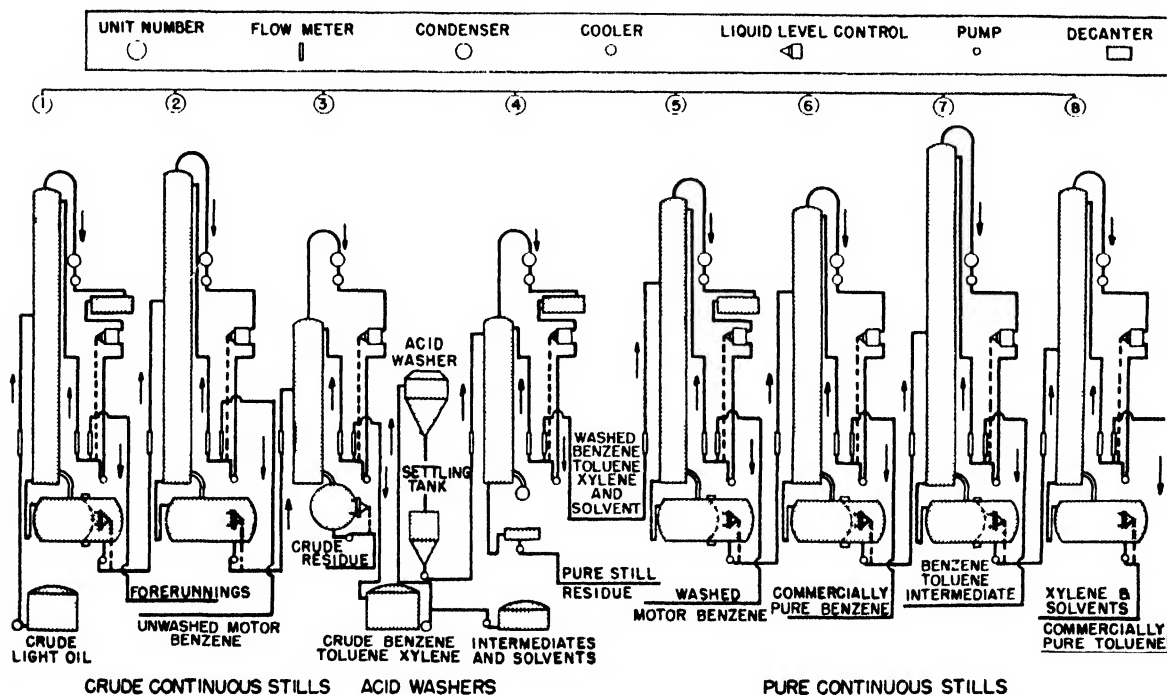 UNIT NUMBER
FLOW METER
CONDENSER
COOLER
LIQUID LEVEL CONTROL
PUMP
DECANTER
1
2
3
4
5
6
7
8
ACID
WASHER
SETTLING
TANK
WASHED
BENZENE
TOLUENE
XYLENE
AND
SOLVENT
CRUDE
RESIDUE
PURE STILL
RESIDUE
FORERUNNINGS
UNWASHED MOTOR
BENZENE
CRUDE
LIGHT OIL
CRUDE BENZENE
TOLUENE XYLENE
INTERMEDIATES
AND SOLVENTS
WASHED
MOTOR BENZENE
COMMERCIALLY
PURE BENZENE
BENZENE
TOLUENE
INTERMEDIATE
XYLENE &
SOLVENTS
COMMERCIALLY
PURE TOLUENE
CRUDE CONTINUOUS STILLS
ACID WASHERS
PURE CONTINUOUS STILLS